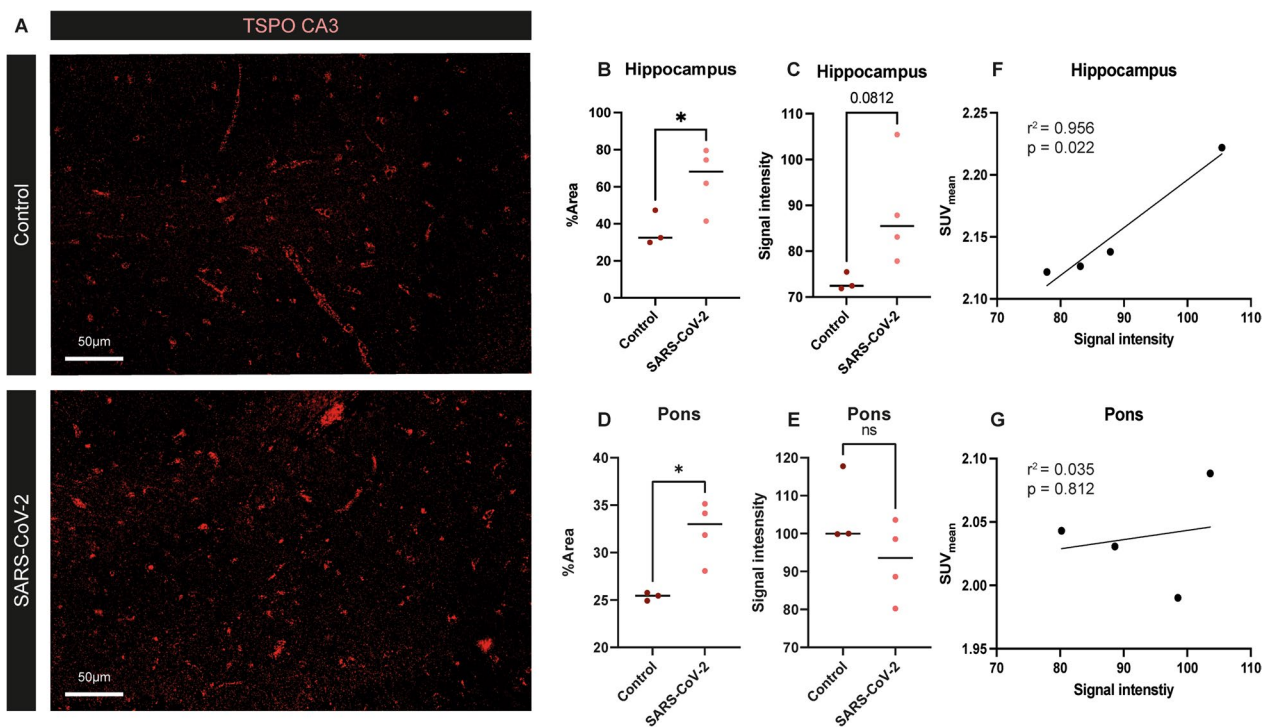 A
TSPO CA3
Control
50µm
SARS-CoV-2
50µm
B Hippocampus
*
%Area
100
80
60
40
20
0
Control
SARS-CoV-2
C Hippocampus
0.0812
Signal intensity
110
100
90
80
70
Control
SARS-CoV-2
F Hippocampus
r² = 0.956
p = 0.022
SUVmean
2.25
2.20
2.15
2.10
70 80 90 100 110
Signal intensity
D Pons
*
%Area
40
35
30
25
20
Control
SARS-CoV-2
E Pons
ns
Signal intesnsity
120
110
100
90
80
70
Control
SARS-CoV-2
G Pons
r² = 0.035
p = 0.812
SUVmean
2.10
2.05
2.00
1.95
70 80 90 100 110
Signal intenstiy